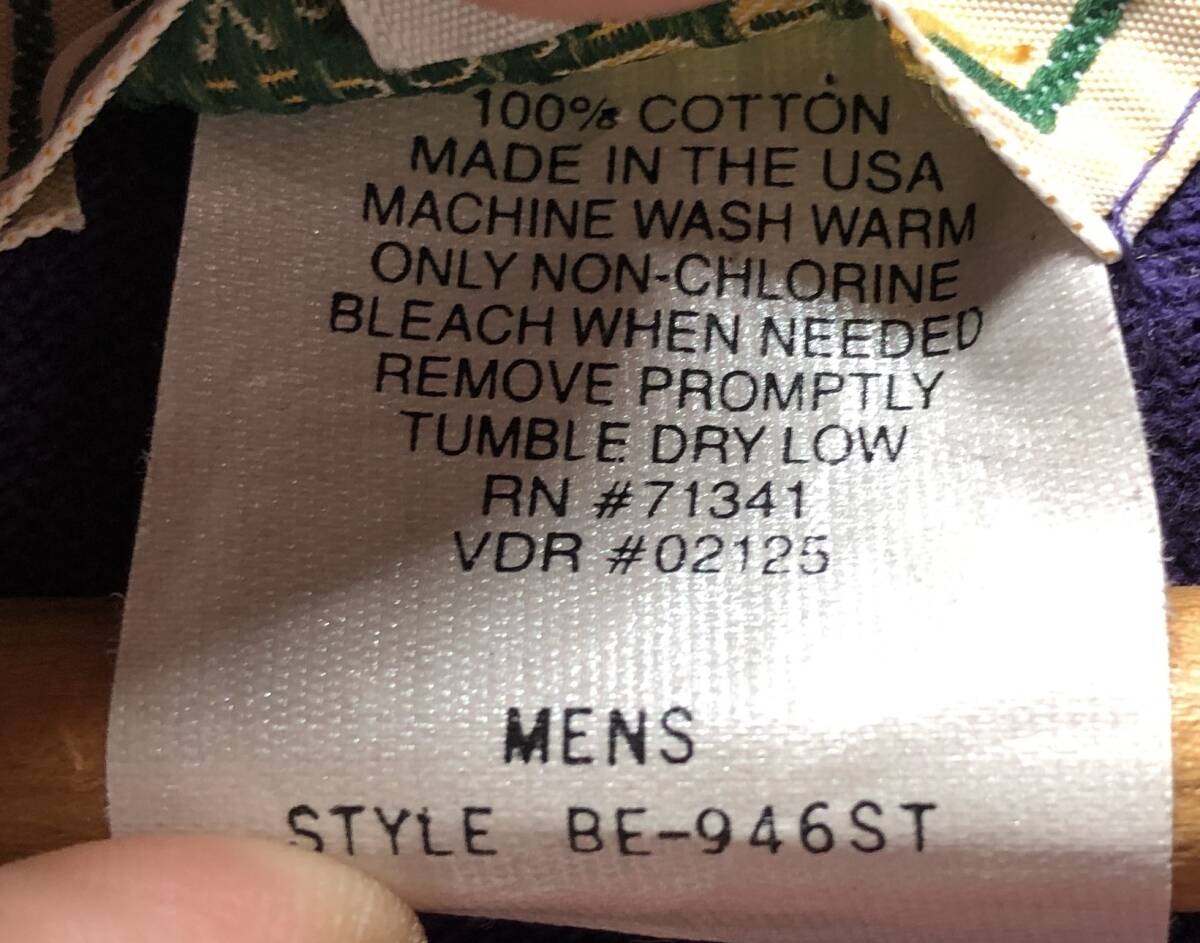 100% COTTON
MADE IN THE USA
MACHINE WASH WARM
ONLY NON-CHLORINE
BLEACH WHEN NEEDED
REMOVE PROMPTLY
TUMBLE DRY LOW
RN #71341
VDR #02125
MENS
STYLE BE-946ST